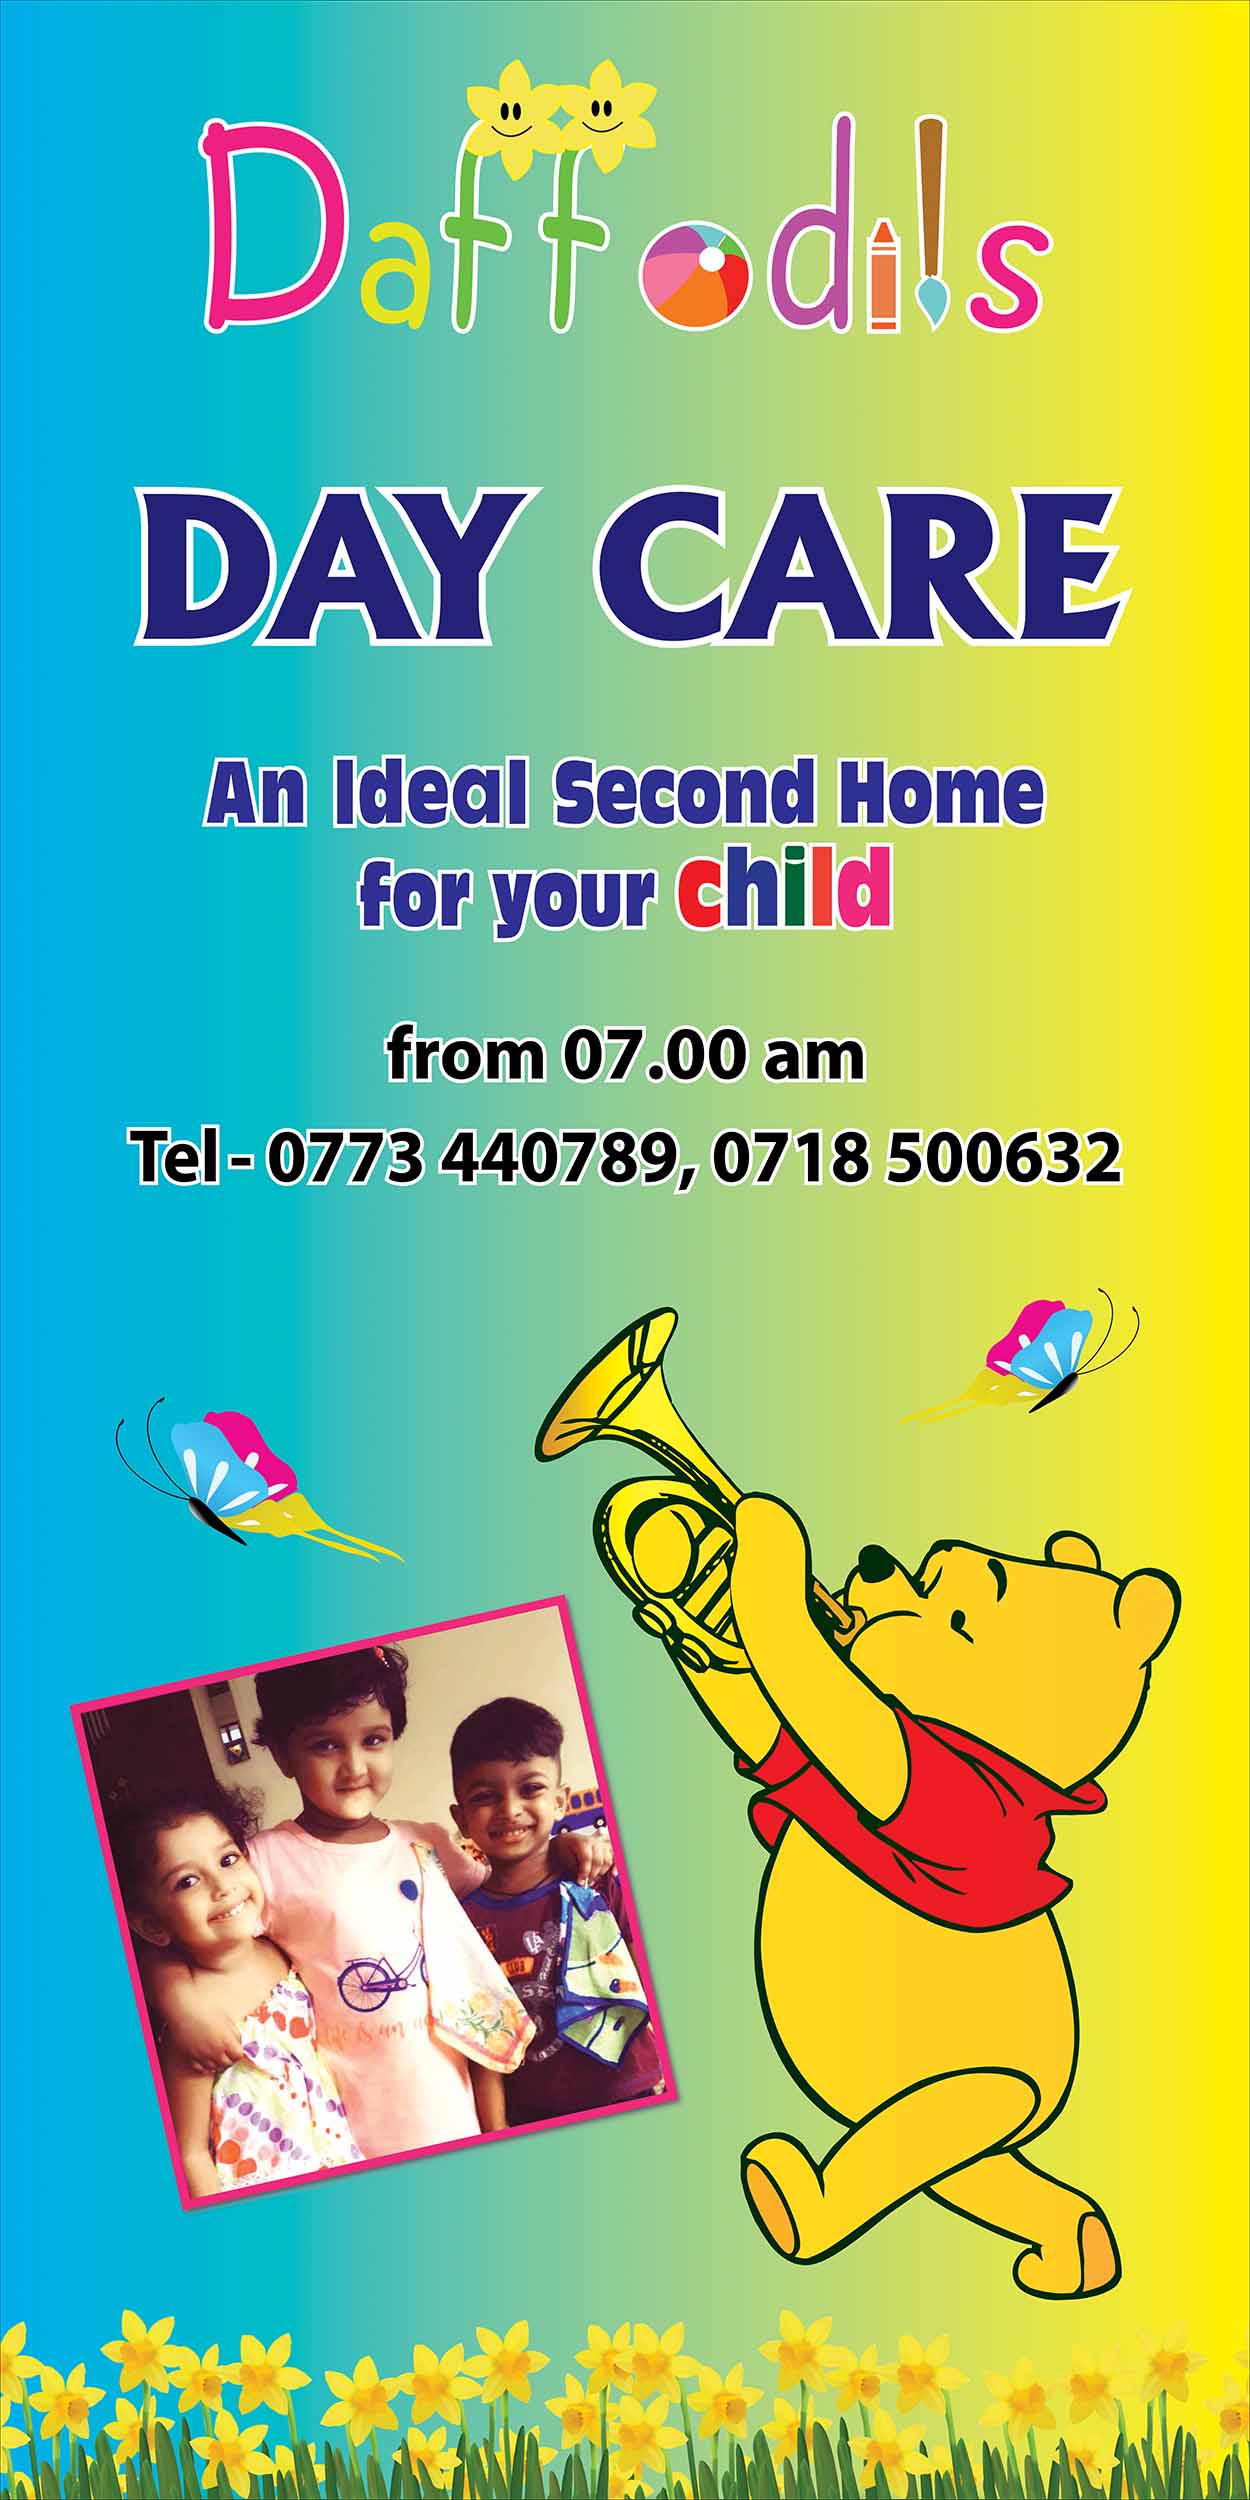 Daffodils
DAY CARE
An Ideal Second Home
for your child
from 07.00 am
Tel - 0773 440789, 0718 500632